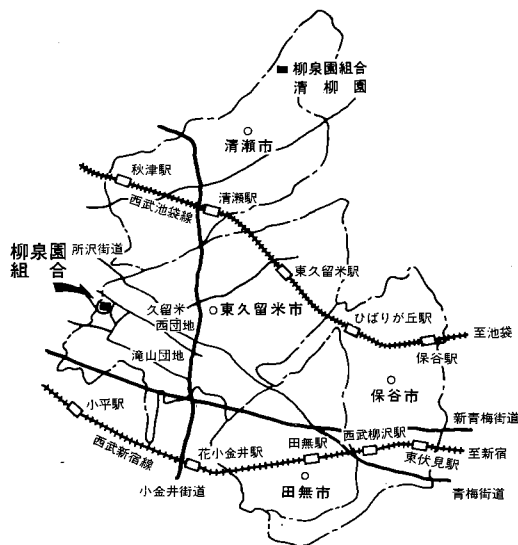 柳泉園組合
清柳園
清瀬市
秋津駅
清瀬駅
西武池袋線
所沢街道
柳泉園
組合
東久留米駅
久留米
西団地
東久留米市
ひばりが丘駅
至池袋
滝山団地
保谷駅
保谷市
小平駅
新青梅街道
西武柳沢駅
花小金井駅
田無駅
至新宿
西武新宿線
東伏見駅
小金井街道
田無市
青梅街道